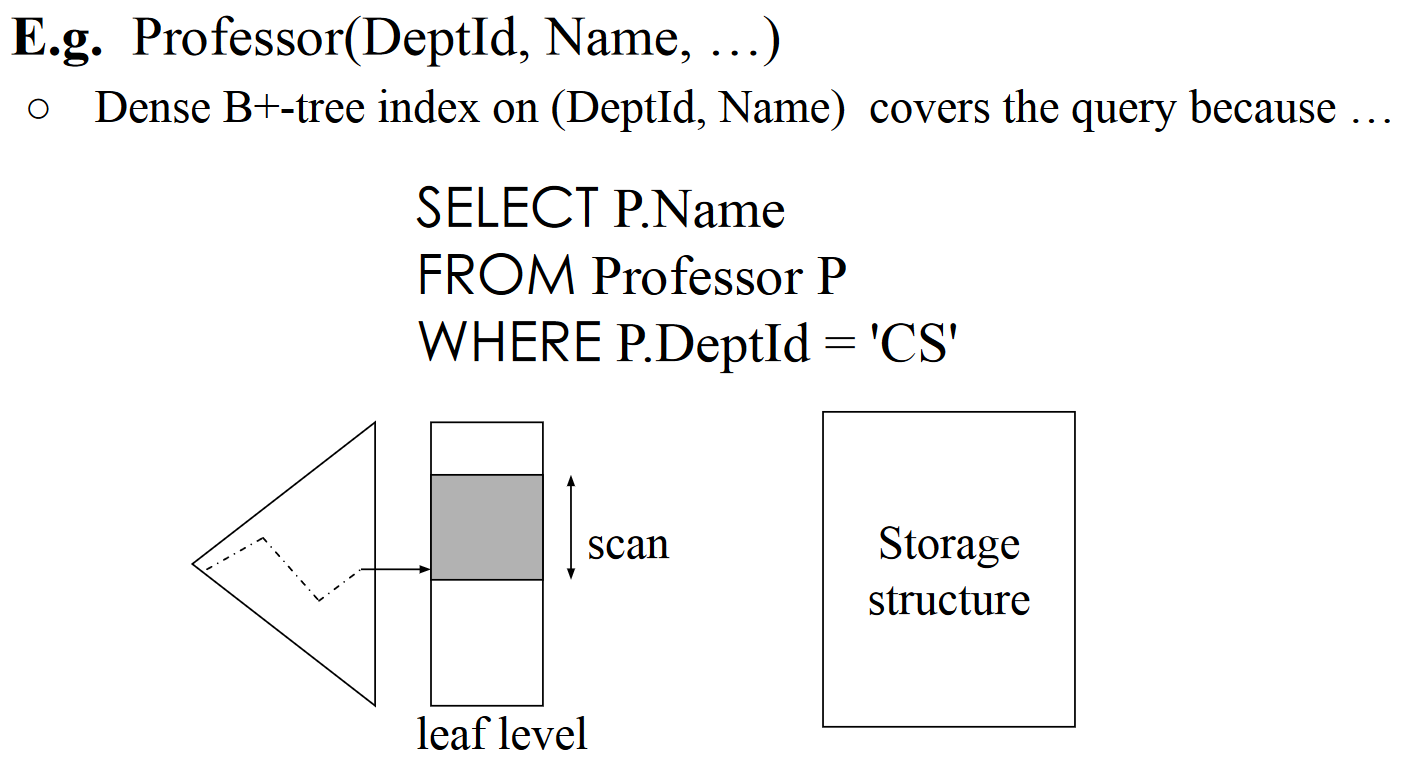 E.g. Professor(DeptId, Name, …)
○ Dense B+-tree index on (DeptId, Name) covers the query because …
SELECT P.Name
FROM Professor P
WHERE P.DeptId = 'CS'
scan
Storage
structure
leaf level